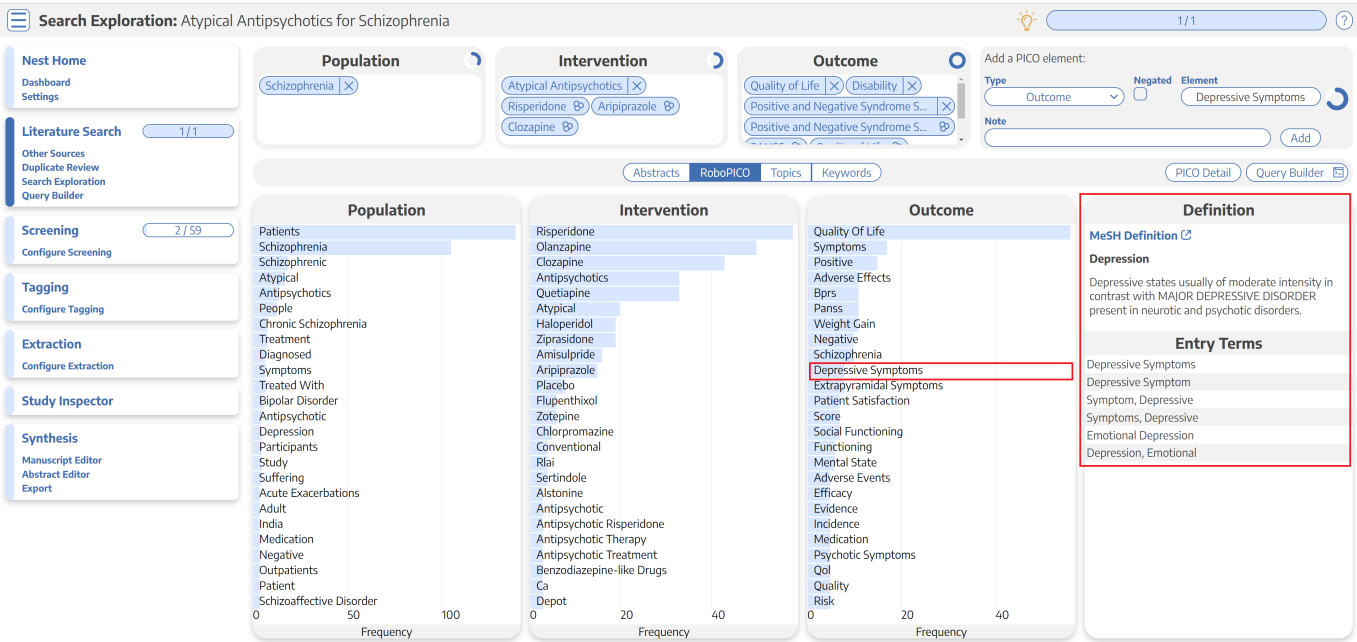 Search Exploration: Atypical Antipsychotics for Schizophrenia
1/1
?
Nest Home
Dashboard
Settings
Literature Search 1/1
Other Sources
Duplicate Review
Search Exploration
Query Builder
Screening 2/59
Configure Screening
Tagging
Configure Tagging
Extraction
Configure Extraction
Study Inspector
Synthesis
Manuscript Editor
Abstract Editor
Export
Population
Schizophrenia
Intervention
Atypical Antipsychotics
Risperidone Aripiprazole
Clozapine
Outcome
Quality of Life Disability
Positive and Negative Syndrome S...
Positive and Negative Syndrome S...
Add a PICO element:
Type Negated Element
Outcome Depressive Symptoms
Note
Add
Abstracts RoboPICO Topics Keywords
PICO Detail Query Builder
Population
Patients
Schizophrenia
Schizophrenic
Atypical
Antipsychotics
People
Chronic Schizophrenia
Treatment
Diagnosed
Symptoms
Treated With
Bipolar Disorder
Antipsychotic
Depression
Participants
Study
Suffering
Acute Exacerbations
Adult
India
Medication
Negative
Outpatients
Patient
Schizoaffective Disorder
0 50 100
Frequency
Intervention
Risperidone
Olanzapine
Clozapine
Antipsychotics
Quetiapine
Atypical
Haloperidol
Ziprasidone
Amisulpride
Aripiprazole
Placebo
Flupenthixol
Zotepine
Chlorpromazine
Conventional
Rlai
Sertindole
Alstonine
Antipsychotic
Antipsychotic Risperidone
Antipsychotic Therapy
Antipsychotic Treatment
Benzodiazepine-like Drugs
Ca
Depot
0 20 40
Frequency
Outcome
Quality Of Life
Symptoms
Positive
Adverse Effects
Bprs
Panss
Weight Gain
Negative
Schizophrenia
Depressive Symptoms
Extrapyramidal Symptoms
Patient Satisfaction
Score
Social Functioning
Functioning
Mental State
Adverse Events
Efficacy
Evidence
Incidence
Medication
Psychotic Symptoms
Qol
Quality
Risk
0 20 40
Frequency
Definition
MeSH Definition
Depression
Depressive states usually of moderate intensity in
contrast with MAJOR DEPRESSIVE DISORDER
present in neurotic and psychotic disorders.
Entry Terms
Depressive Symptoms
Depressive Symptom
Symptom, Depressive
Symptoms, Depressive
Emotional Depression
Depression, Emotional